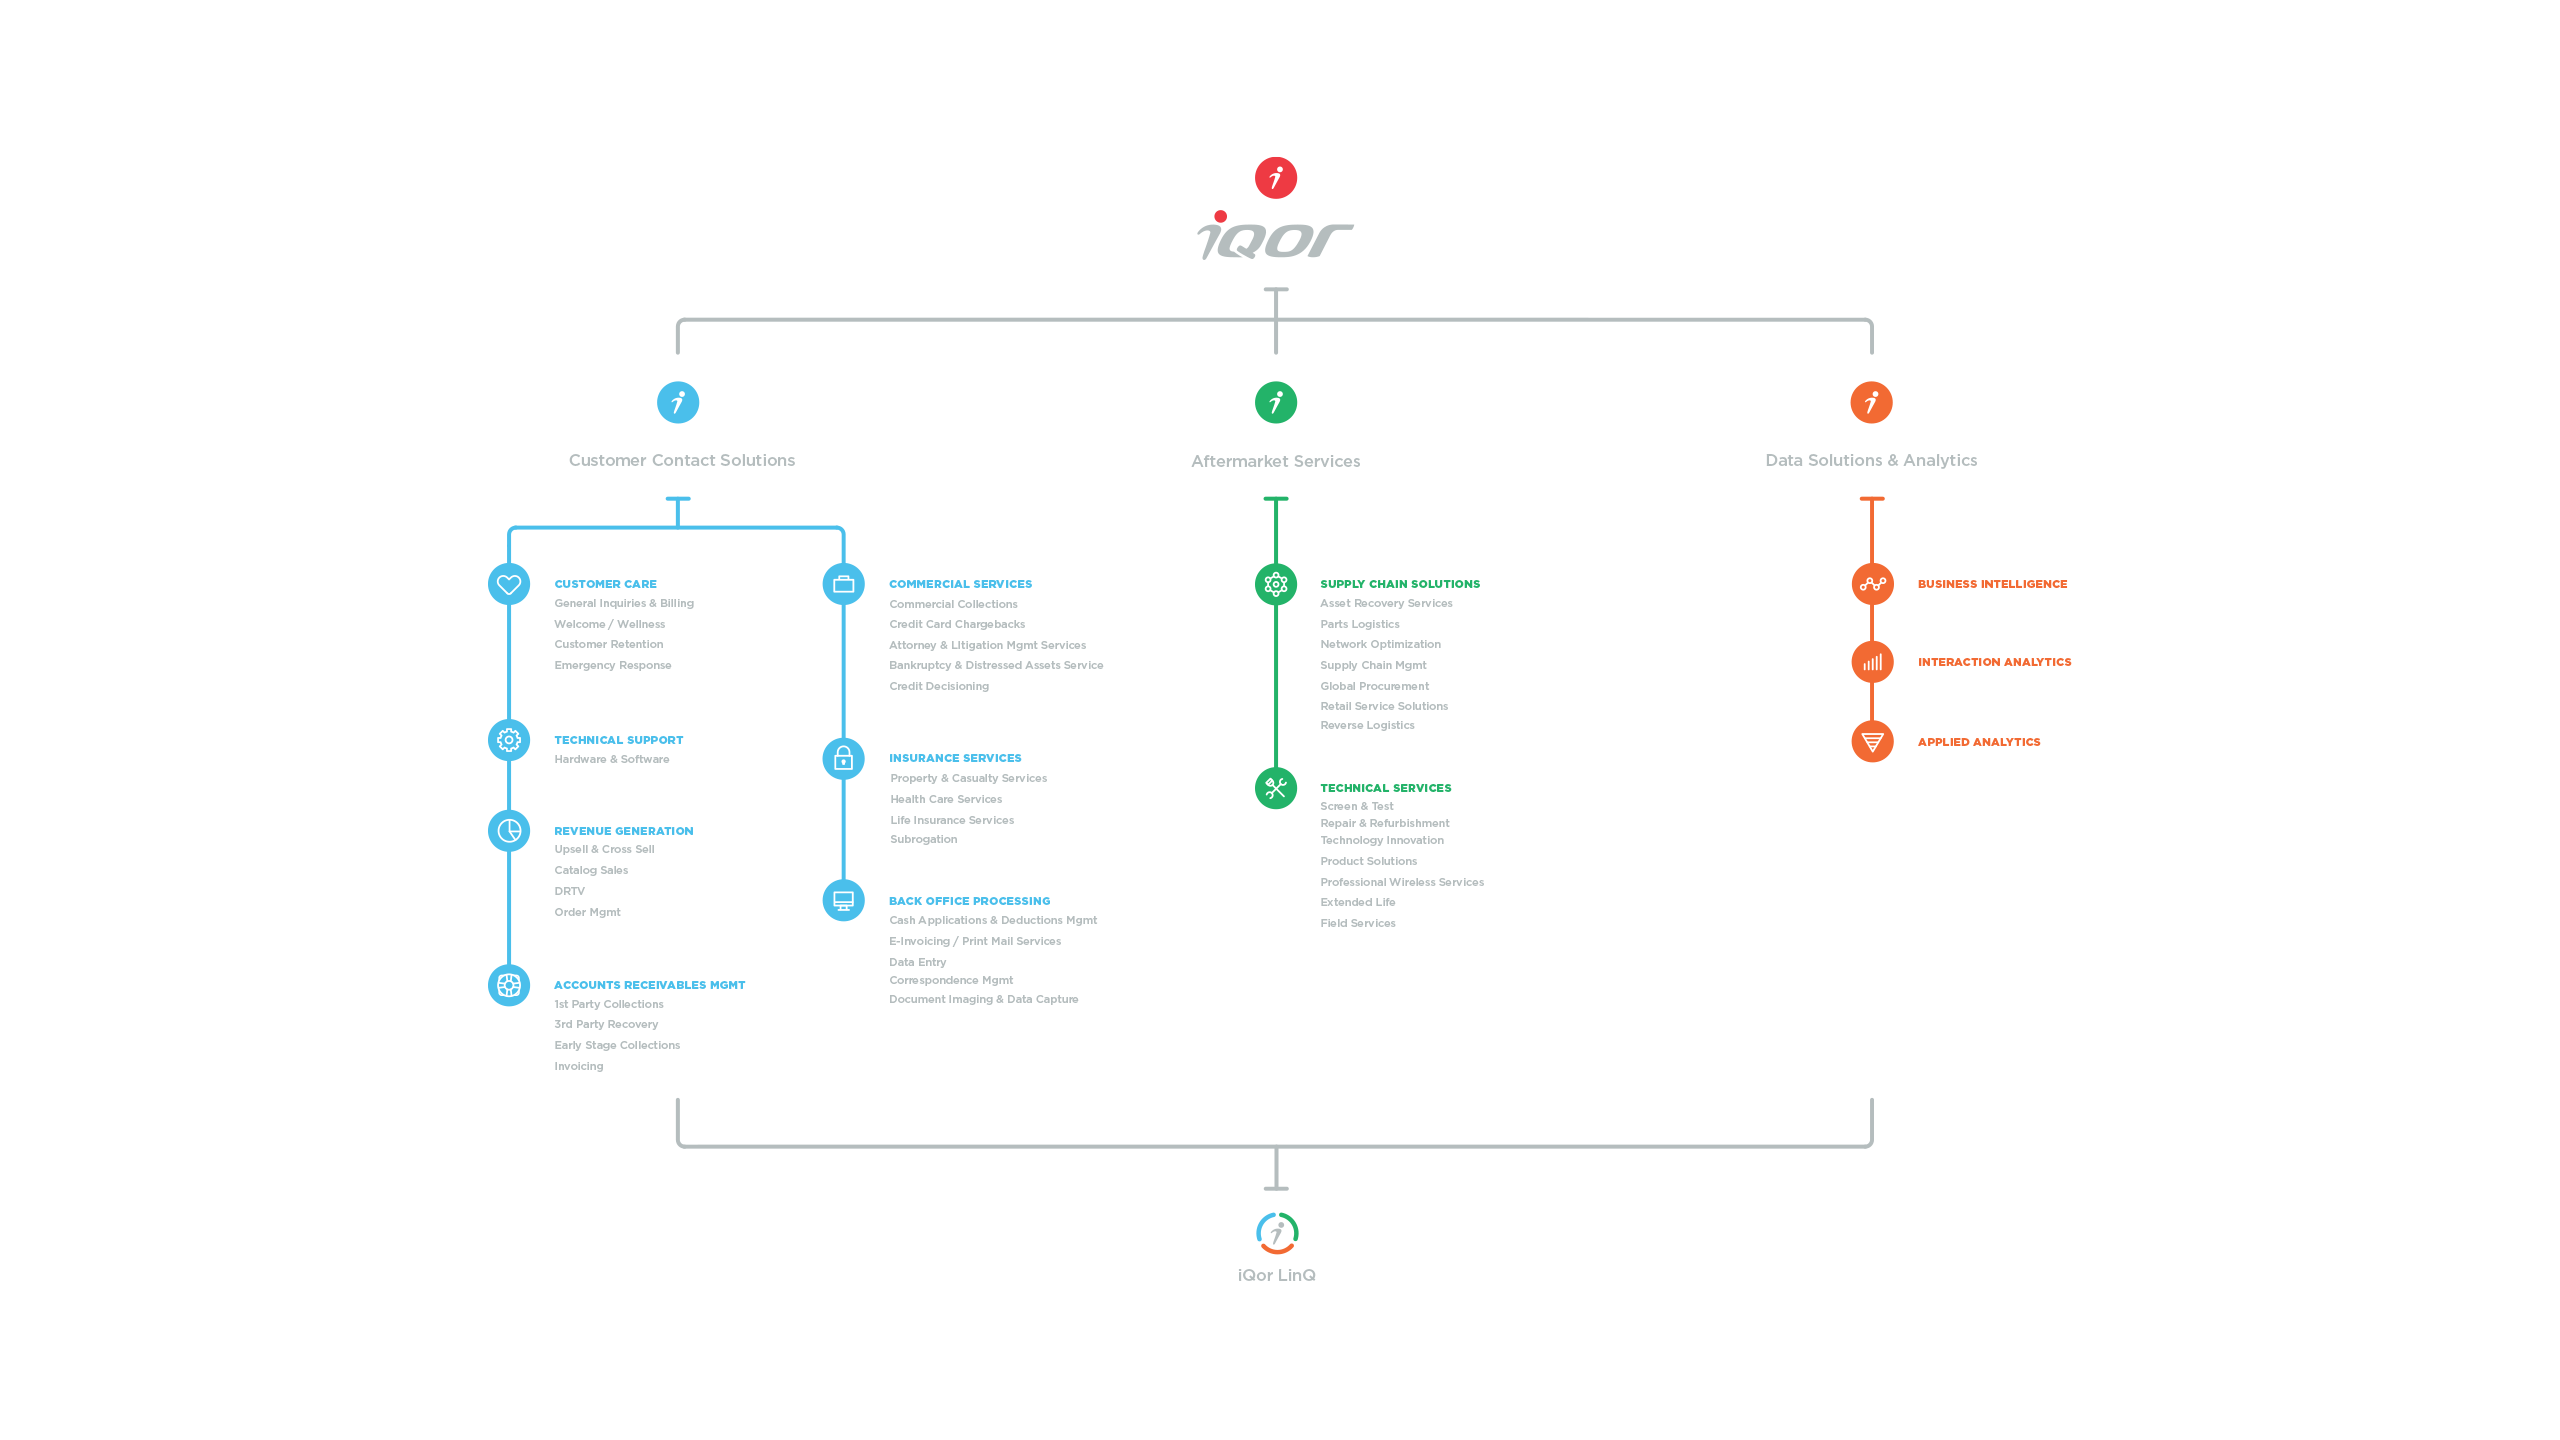 iQor
Customer Contact Solutions
CUSTOMER CARE
General Inquiries & Billing
Welcome / Wellness
Customer Retention
Emergency Response
TECHNICAL SUPPORT
Hardware & Software
REVENUE GENERATION
Upsell & Cross Sell
Catalog Sales
DRTV
Order Mgmt
ACCOUNTS RECEIVABLES MGMT
1st Party Collections
3rd Party Recovery
Early Stage Collections
Invoicing
COMMERCIAL SERVICES
Commercial Collections
Credit Card Chargebacks
Attorney & LItigation Mgmt Services
Bankruptcy & Distressed Assets Service
Credit Decisioning
INSURANCE SERVICES
Property & Casualty Services
Health Care Services
Life Insurance Services
Subrogation
BACK OFFICE PROCESSING
Cash Applications & Deductions Mgmt
E-Invoicing / Print Mail Services
Data Entry
Correspondence Mgmt
Document Imaging & Data Capture
Aftermarket Services
SUPPLY CHAIN SOLUTIONS
Asset Recovery Services
Parts Logistics
Network Optimization
Supply Chain Mgmt
Global Procurement
Retail Service Solutions
Reverse Logistics
TECHNICAL SERVICES
Screen & Test
Repair & Refurbishment
Technology Innovation
Product Solutions
Professional Wireless Services
Extended Life
Field Services
Data Solutions & Analytics
BUSINESS INTELLIGENCE
INTERACTION ANALYTICS
APPLIED ANALYTICS
iQor LinQ